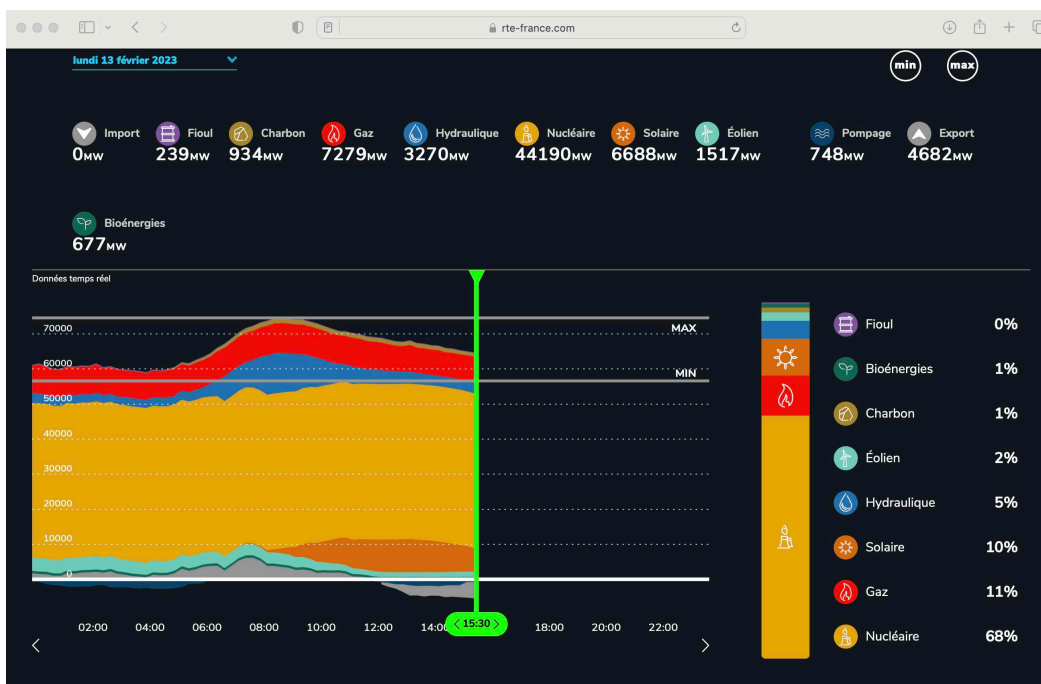 rte-france.com
lundi 13 février 2023
min max
Import Fioul Charbon Gaz Hydraulique Nucléaire Solaire Éolien Pompage Export
0MW 239MW 934MW 7279MW 3270MW 44190MW 6688MW 1517MW 748MW 4682MW
Bioénergies
677MW
Données temps réel
70000
MAX
60000
MIN
50000
40000
30000
20000
10000
0
02:00 04:00 06:00 08:00 10:00 12:00 14:0 <15:30> 18:00 20:00 22:00
< >
Fioul 0%
Bioénergies 1%
Charbon 1%
Éolien 2%
Hydraulique 5%
Solaire 10%
Gaz 11%
Nucléaire 68%